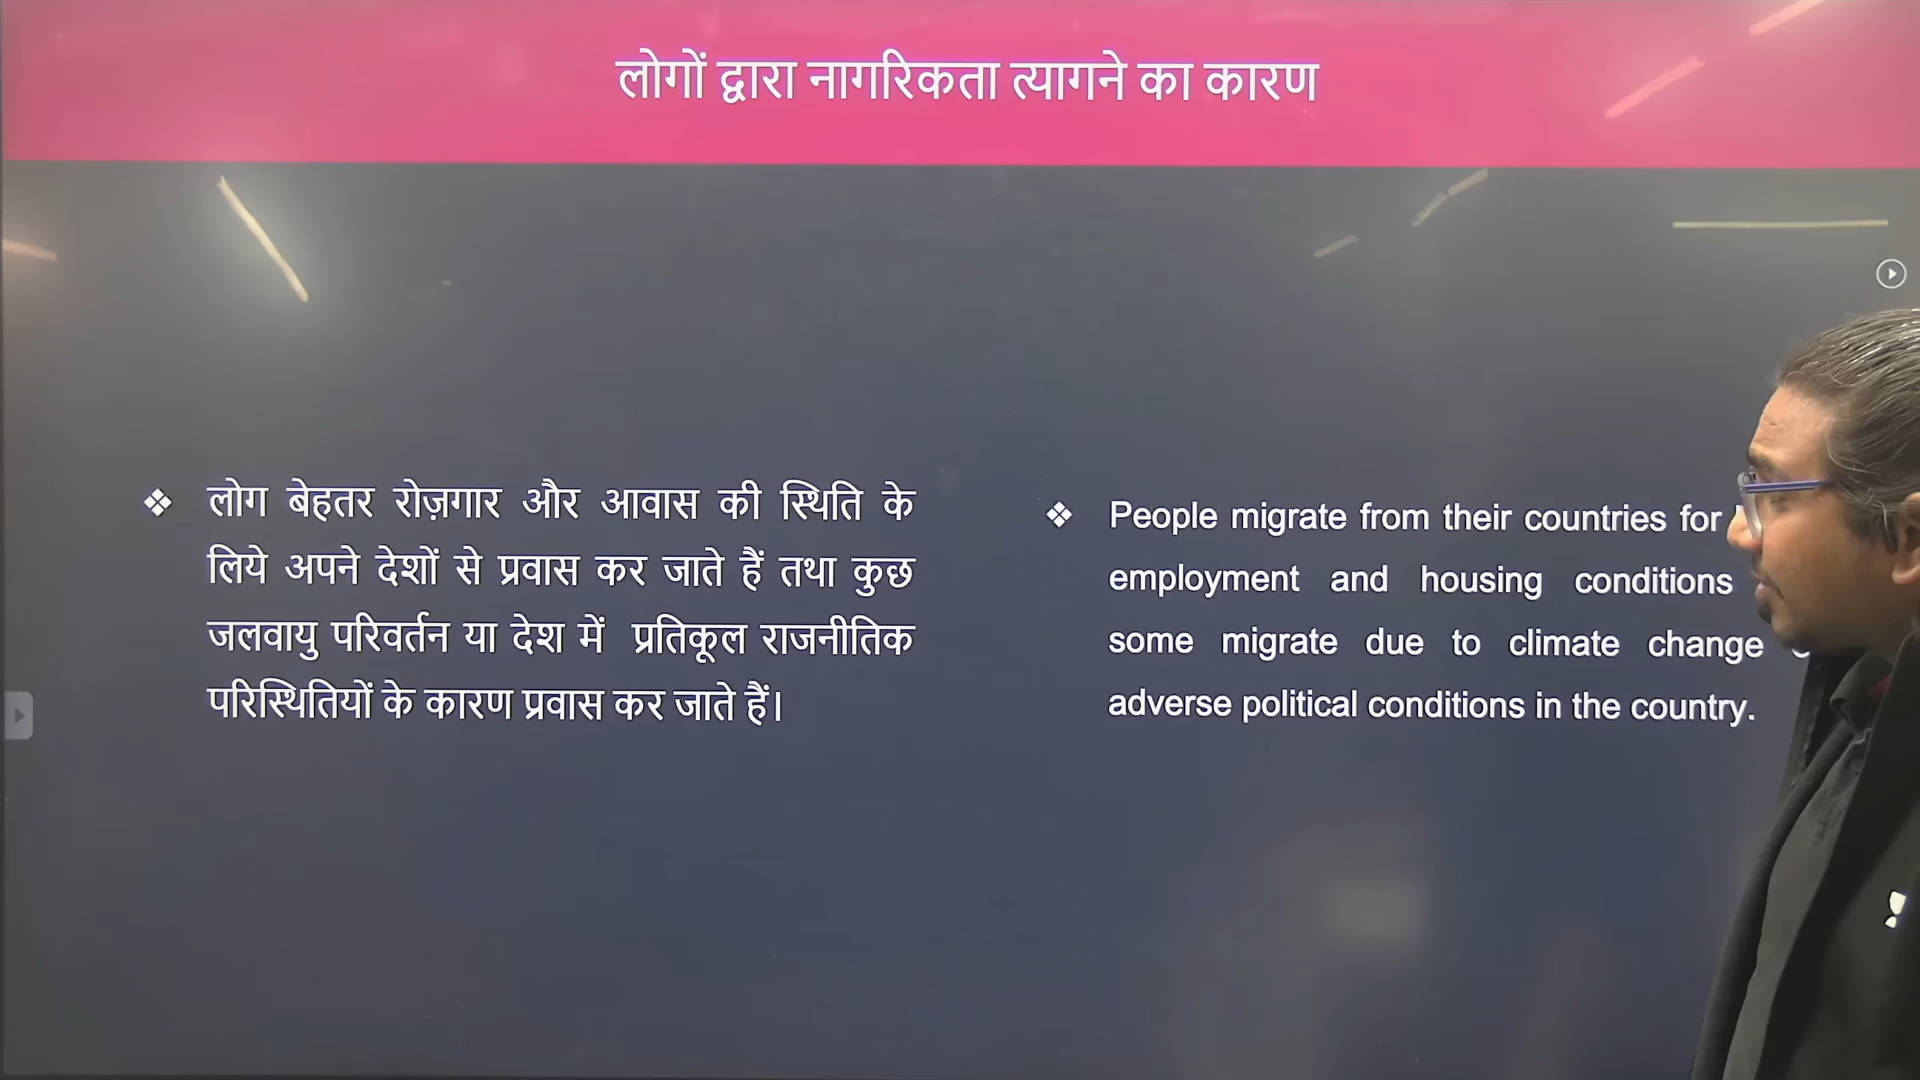 लोगों द्वारा नागरिकता त्यागने का कारण
❖ लोग बेहतर रोज़गार और आवास की स्थिति के
लिये अपने देशों से प्रवास कर जाते हैं तथा कुछ
जलवायु परिवर्तन या देश में प्रतिकूल राजनीतिक
परिस्थितियों के कारण प्रवास कर जाते हैं।
❖ People migrate from their countries for
employment and housing conditions
some migrate due to climate change
adverse political conditions in the country.